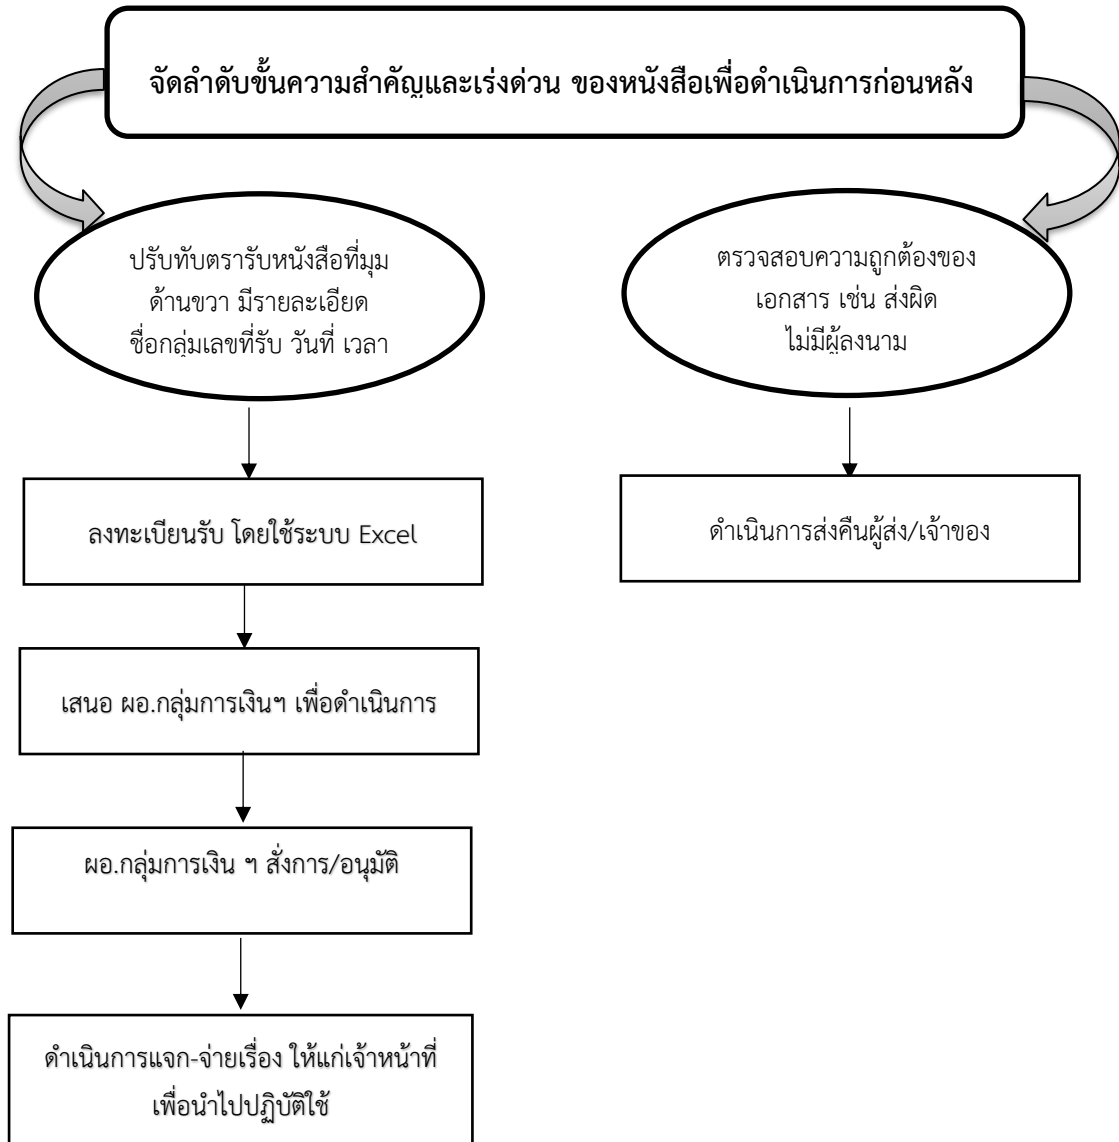 จัดลำดับขั้นความสำคัญและเร่งด่วน ของหนังสือเพื่อดำเนินการก่อนหลัง
ปรับทับตรารับหนังสือที่มุม
ด้านขวา มีรายละเอียด
ชื่อกลุ่มเลขที่รับ วันที่ เวลา
ลงทะเบียนรับ โดยใช้ระบบ Excel
เสนอ ผอ.กลุ่มการเงินฯ เพื่อดำเนินการ
ผอ.กลุ่มการเงิน ฯ สั่งการ/อนุมัติ
ดำเนินการแจก-จ่ายเรื่อง ให้แก่เจ้าหน้าที่
เพื่อนำไปปฏิบัติใช้
ตรวจสอบความถูกต้องของ
เอกสาร เช่น ส่งผิด
ไม่มีผู้ลงนาม
ดำเนินการส่งคืนผู้ส่ง/เจ้าของ